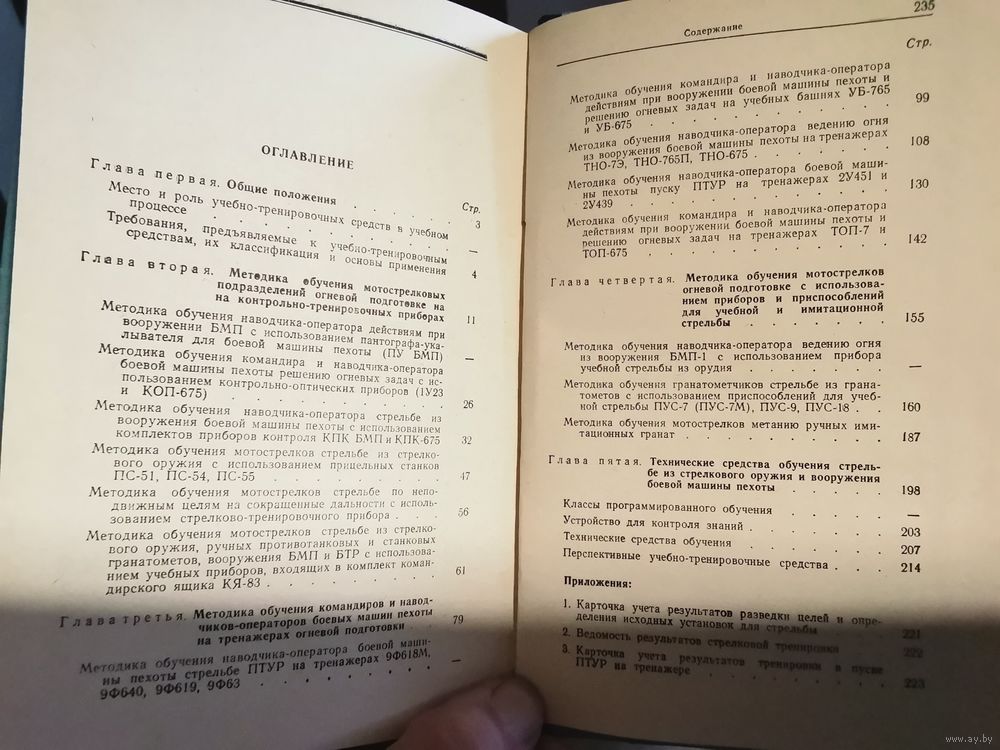 ОГЛАВЛЕНИЕ
Стр.
Глава первая. Общие положения . . . . . 3
Место и роль учебно-тренировочных средств в учебном
процессе . . . . . . . . . —
Требования, предъявляемые к учебно-тренировочным
средствам, их классификация и основы применения 4
Глава вторая. Методика обучения мотострелковых
подразделений огневой подготовке на
на контрольно-тренировочных приборах 11
Методика обучения наводчика-оператора действиям при
вооружении БМП с использованием пантографа-ука-
лывателя для боевой машины пехоты (ПУ БМП) —
Методика обучения командира и наводчика-оператора
боевой машины пехоты решению огневых задач с ис-
пользованием контрольно-оптических приборов (1У23
и КОП-675) . . . . . . . . 26
Методика обучения наводчика-оператора стрельбе из
вооружения боевой машины пехоты с использованием
комплектов приборов контроля КПК БМП и КПК-675 32
Методика обучения мотострелков стрельбе из стрелко-
вого оружия с использованием прицельных станков
ПС-51, ПС-54, ПС-55 . . . . . . 47
Методика обучения мотострелков стрельбе по непо-
движным целям на сокращенные дальности с исполь-
зованием стрелково-тренировочного прибора . . 56
Методика обучения мотострелков стрельбе из стрелко-
вого оружия, ручных противотанковых и станковых
гранатометов, вооружения БМП и БТР с использова-
нием учебных приборов, входящих в комплект коман-
дирского ящика КЯ-83 . . . . . . 61
Глава третья. Методика обучения командиров и навод-
чиков-операторов боевых машин пехоты
на тренажерах огневой подготовки . . 79
Методика обучения наводчика-оператора боевой маши-
ны пехоты стрельбе ПТУР на тренажерах 9Ф618М,
9Ф640, 9Ф619, 9Ф63 . . . . . . —
Содержание 235
Стр.
Методика обучения командира и наводчика-оператора
действиям при вооружении боевой машины пехоты и
решению огневых задач на учебных башнях УБ-765
и УБ-675 . . . . . . . . 99
Методика обучения наводчика-оператора ведению огня
из вооружения боевой машины пехоты на тренажерах
ТНО-7Э, ТНО-765П, ТНО-675 . . . . . 108
Методика обучения наводчика-оператора боевой маши-
ны пехоты пуску ПТУР на тренажерах 2У451 и
2У439 . . . . . . . . . 130
Методика обучения командира и наводчика-оператора
действиям при вооружении боевой машины пехоты и
решению огневых задач на тренажерах ТОП-7 и
ТОП-675 . . . . . . . . 142
Глава четвертая. Методика обучения мотострелков
огневой подготовке с использова-
нием приборов и приспособлений
для учебной и имитационной
стрельбы . . . . . . 155
Методика обучения наводчика-оператора ведению огня
из вооружения БМП-1 с использованием прибора
учебной стрельбы из орудия . . . . . —
Методика обучения гранатометчиков стрельбе из грана-
тометов с использованием приспособлений для учеб-
ной стрельбы ПУС-7 (ПУС-7М), ПУС-9, ПУС-18 . . 160
Методика обучения мотострелков метанию ручных ими-
тационных гранат . . . . . . . 187
Глава пятая. Технические средства обучения стрель-
бе из стрелкового оружия и вооружения
боевой машины пехоты . . . . . 198
Классы программированного обучения . . . . —
Устройство для контроля знаний . . . . . 203
Технические средства обучения . . . . . 207
Перспективные учебно-тренировочные средства . . . 214
Приложения:
1. Карточка учета результатов разведки целей и опре-
деления исходных установок для стрельбы . . . 221
2. Ведомость результатов стрелковой тренировки . . 222
3. Карточка учета результатов тренировки в пуске
ПТУР на тренажере . . . . . . 223
www.ay.by